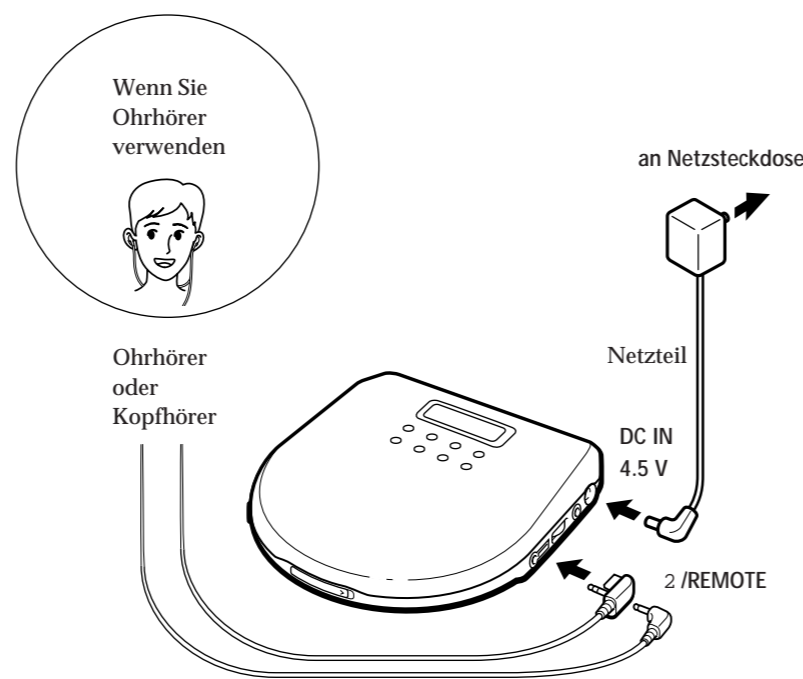 Wenn Sie
Ohrhörer
verwenden
an Netzsteckdose
Ohrhörer
oder
Kopfhörer
Netzteil
DC IN
4.5 V
2 /REMOTE